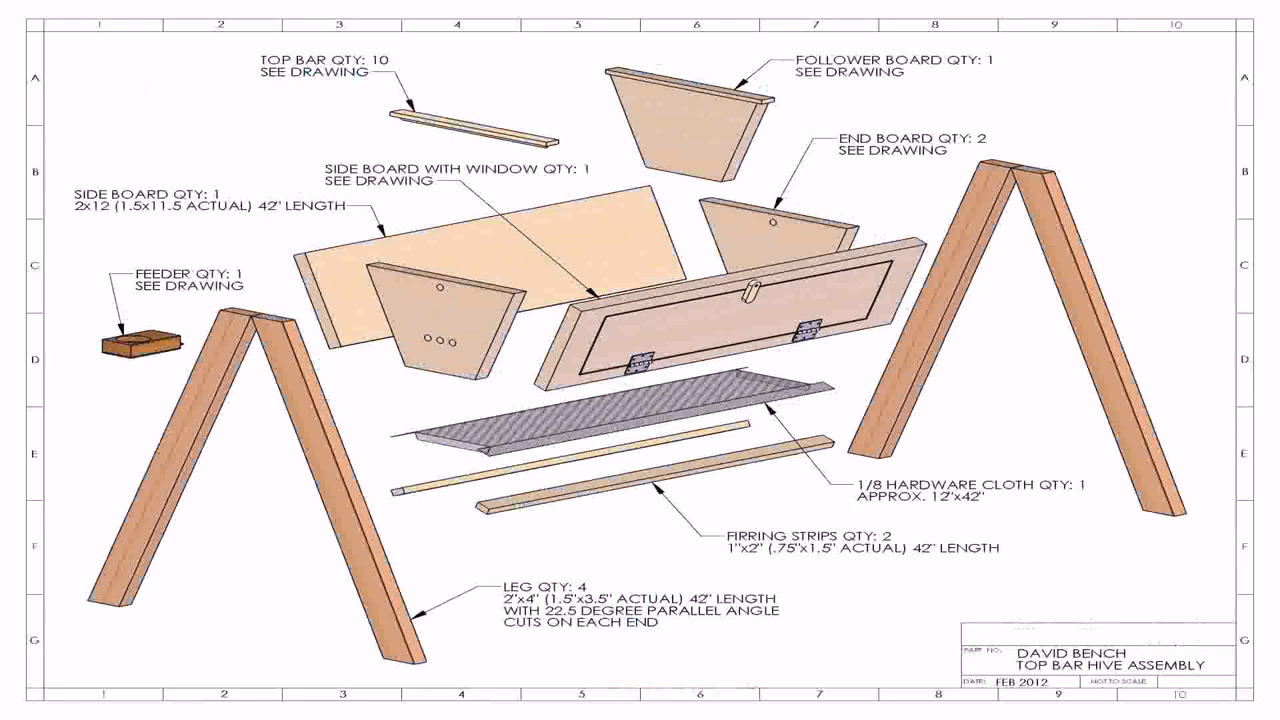 1 2 3 4 5 6 7 8 9 10
TOP BAR QTY: 10
SEE DRAWING
FOLLOWER BOARD QTY: 1
SEE DRAWING
A A
END BOARD QTY: 2
SEE DRAWING
SIDE BOARD WITH WINDOW QTY: 1
SEE DRAWING
B B
SIDE BOARD QTY: 1
2x12 (1.5x11.5 ACTUAL) 42" LENGTH
C C
FEEDER QTY: 1
SEE DRAWING
D D
E E
1/8 HARDWARE CLOTH QTY: 1
APPROX. 12"x42"
FIRRING STRIPS QTY: 2
1"x2" (.75"x1.5" ACTUAL) 42" LENGTH
F F
LEG QTY: 4
2"x4" (1.5"x3.5" ACTUAL) 42" LENGTH
WITH 22.5 DEGREE PARALLEL ANGLE
CUTS ON EACH END
G G
PART NO: DAVID BENCH
TOP BAR HIVE ASSEMBLY
DATE: FEB 2012 NOT TO SCALE
1 2 3 4 5 6 7 8 9 10